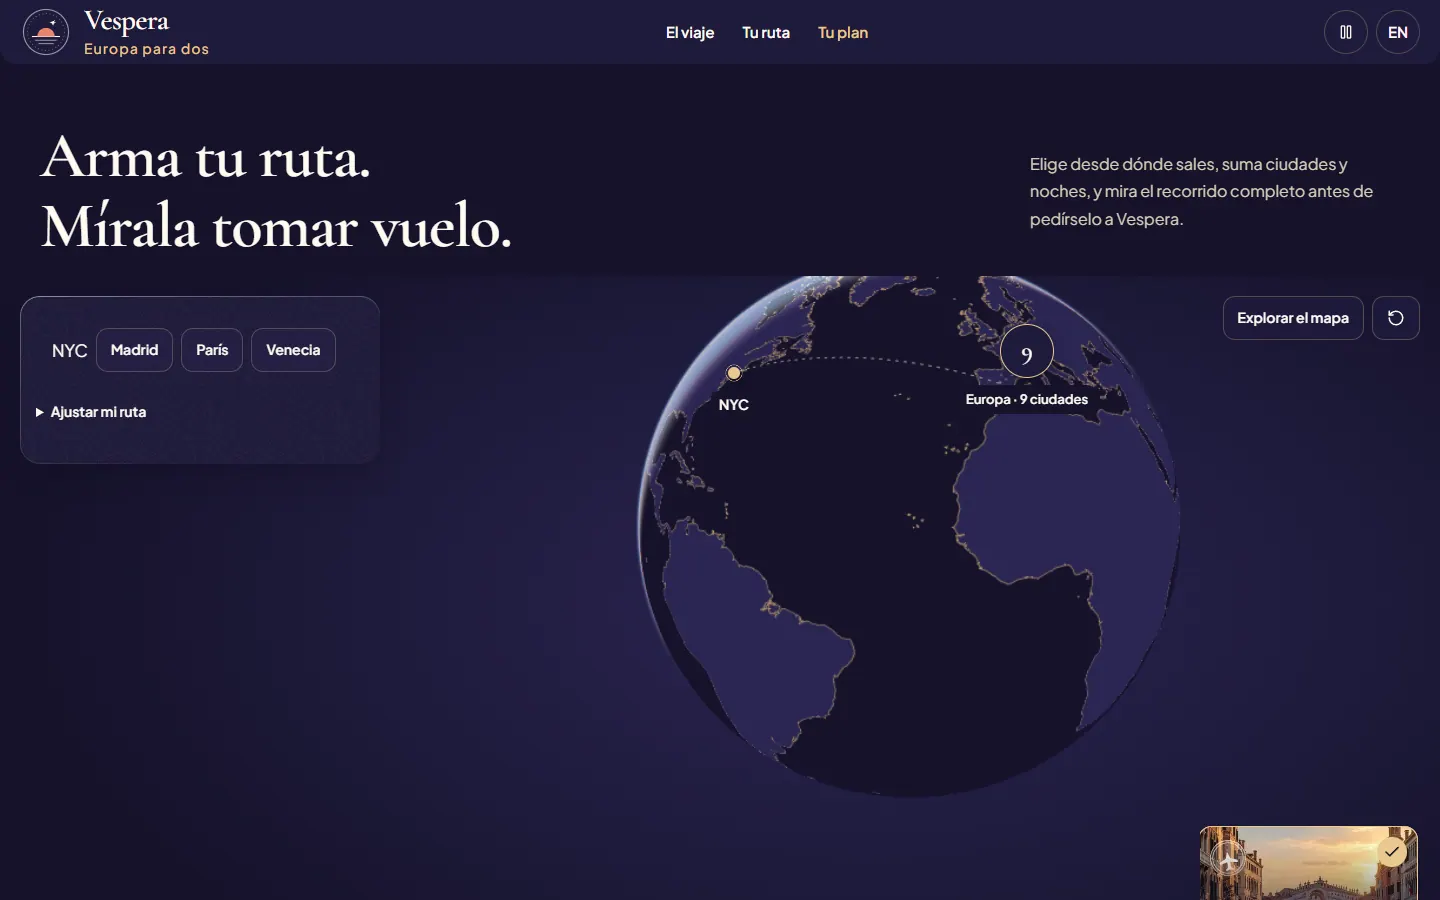 Vespera
Europa para dos
El viaje
Tu ruta
Tu plan
EN
Arma tu ruta.
Mírala tomar vuelo.
Elige desde dónde sales, suma ciudades y
noches, y mira el recorrido completo antes de
pedírselo a Vespera.
NYC
Madrid
París
Venecia
Ajustar mi ruta
Explorar el mapa
9
Europa · 9 ciudades
NYC